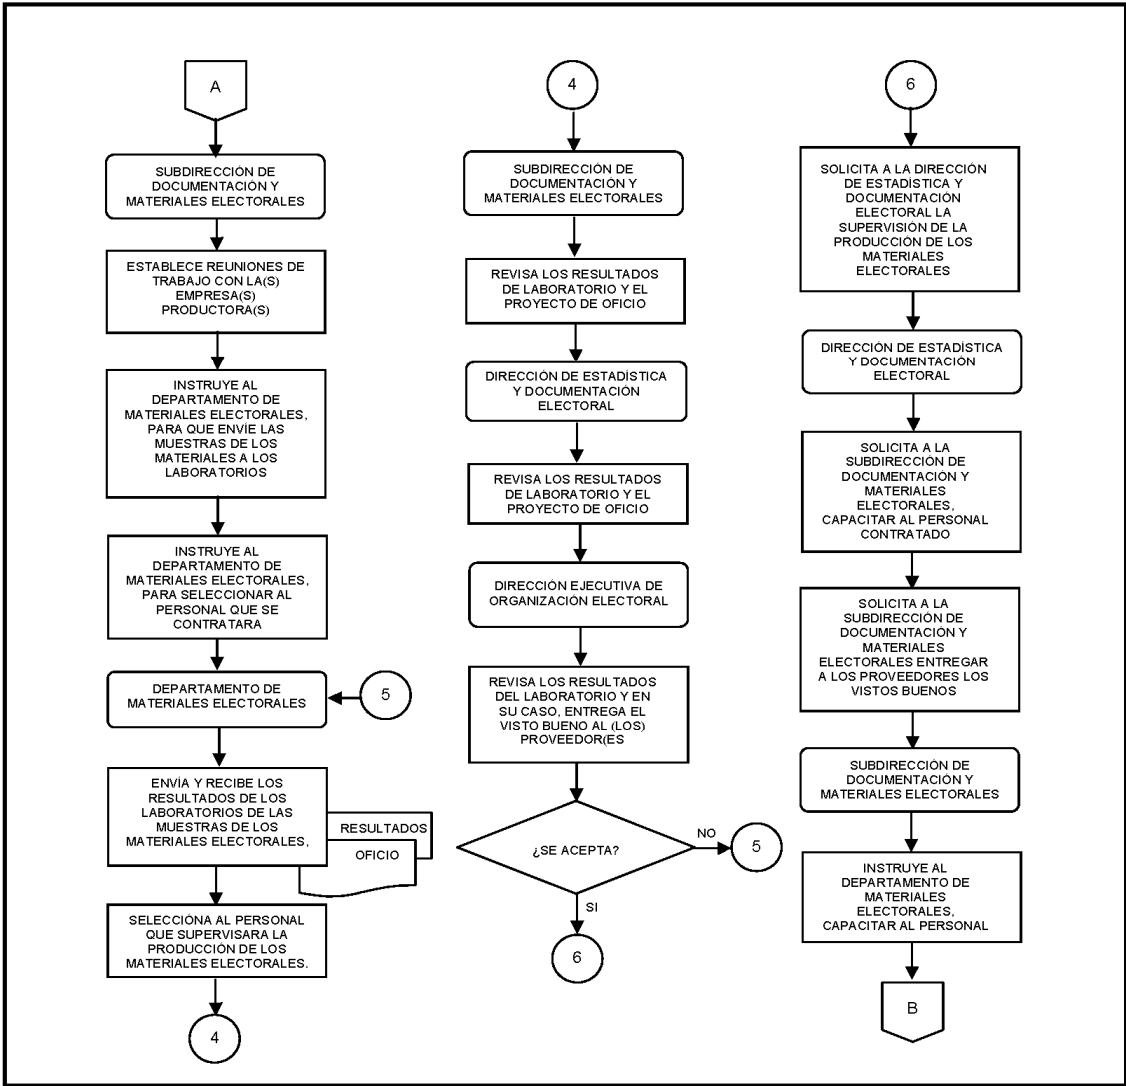 A
SUBDIRECCIÓN DE
DOCUMENTACIÓN Y
MATERIALES ELECTORALES
ESTABLECE REUNIONES DE
TRABAJO CON LA(S)
EMPRESA(S)
PRODUCTORA(S)
INSTRUYE AL
DEPARTAMENTO DE
MATERIALES ELECTORALES,
PARA QUE ENVÍE LAS
MUESTRAS DE LOS
MATERIALES A LOS
LABORATORIOS
INSTRUYE AL
DEPARTAMENTO DE
MATERIALES ELECTORALES,
PARA SELECCIONAR AL
PERSONAL QUE SE
CONTRATARA
DEPARTAMENTO DE
MATERIALES ELECTORALES
5
ENVÍA Y RECIBE LOS
RESULTADOS DE LOS
LABORATORIOS DE LAS
MUESTRAS DE LOS
MATERIALES ELECTORALES,
RESULTADOS
OFICIO
SELECCIÓNA AL PERSONAL
QUE SUPERVISARA LA
PRODUCCIÓN DE LOS
MATERIALES ELECTORALES.
4
4
SUBDIRECCIÓN DE
DOCUMENTACIÓN Y
MATERIALES ELECTORALES
REVISA LOS RESULTADOS
DE LABORATORIO Y EL
PROYECTO DE OFICIO
DIRECCIÓN DE ESTADÍSTICA
Y DOCUMENTACIÓN
ELECTORAL
REVISA LOS RESULTADOS
DE LABORATORIO Y EL
PROYECTO DE OFICIO
DIRECCIÓN EJECUTIVA DE
ORGANIZACIÓN ELECTORAL
REVISA LOS RESULTADOS
DEL LABORATORIO Y EN
SU CASO, ENTREGA EL
VISTO BUENO AL (LOS)
PROVEEDOR(ES
¿SE ACEPTA?
NO
5
SI
6
6
SOLICITA A LA DIRECCIÓN
DE ESTADÍSTICA Y
DOCUMENTACIÓN
ELECTORAL LA
SUPERVISIÓN DE LA
PRODUCCIÓN DE LOS
MATERIALES
ELECTORALES
DIRECCIÓN DE ESTADÍSTICA
Y DOCUMENTACIÓN
ELECTORAL
SOLICITA A LA
SUBDIRECCIÓN DE
DOCUMENTACIÓN Y
MATERIALES
ELECTORALES,
CAPACITAR AL PERSONAL
CONTRATADO
SOLICITA A LA
SUBDIRECCIÓN DE
DOCUMENTACIÓN Y
MATERIALES
ELECTORALES ENTREGAR
A LOS PROVEEDORES LOS
VISTOS BUENOS
SUBDIRECCIÓN DE
DOCUMENTACIÓN Y
MATERIALES ELECTORALES
INSTRUYE AL
DEPARTAMENTO DE
MATERIALES
ELECTORALES,
CAPACITAR AL PERSONAL
B